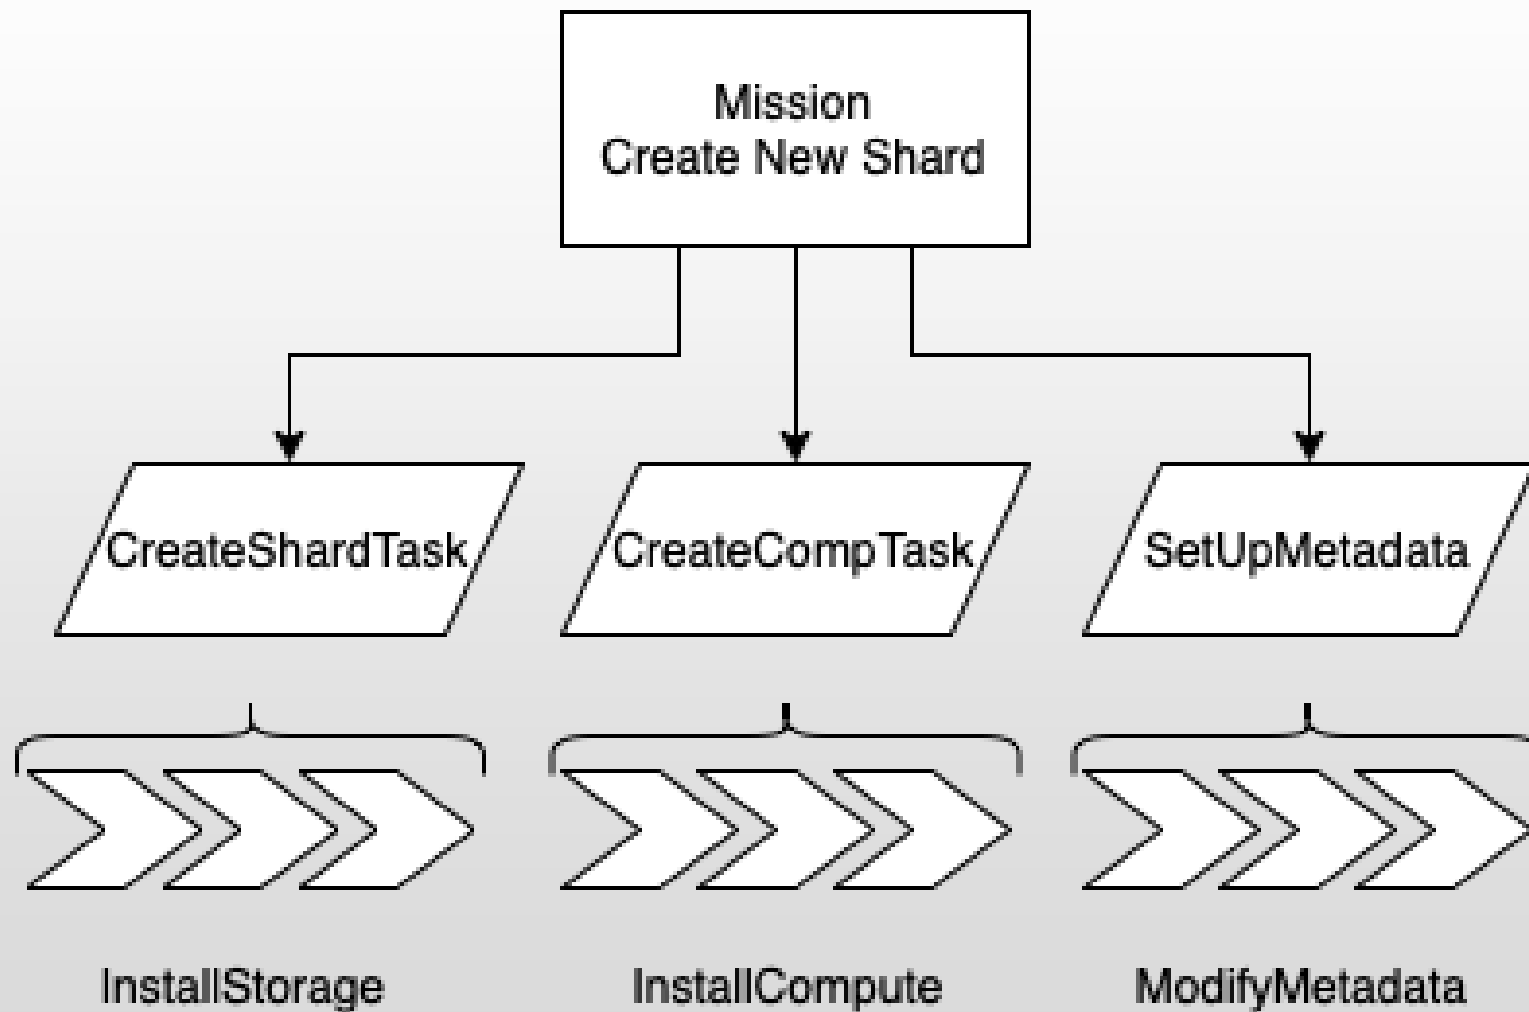 Mission
Create New Shard
CreateShardTask
CreateCompTask
SetUpMetadata
InstallStorage
InstallCompute
ModifyMetadata